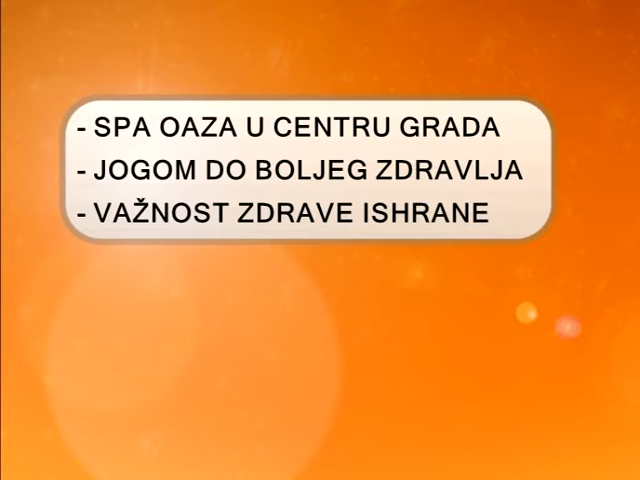 - SPA OAZA U CENTRU GRADA
- JOGOM DO BOLJEG ZDRAVLJA
- VAŽNOST ZDRAVE ISHRANE